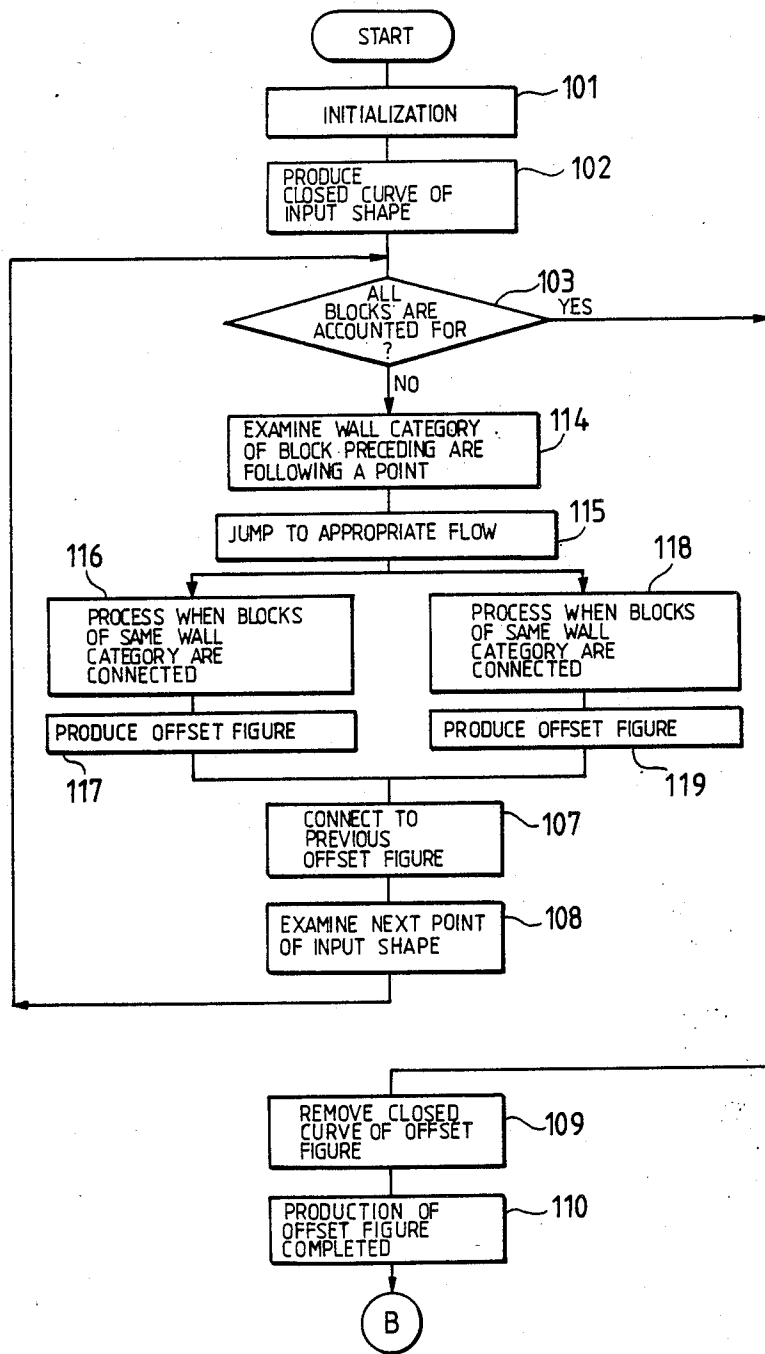 START
INITIALIZATION
101
PRODUCE
CLOSED CURVE OF
INPUT SHAPE
102
ALL
BLOCKS ARE
ACCOUNTED FOR
?
103
YES
NO
EXAMINE WALL CATEGORY
OF BLOCK PRECEDING ARE
FOLLOWING A POINT
114
JUMP TO APPROPRIATE FLOW
115
116
PROCESS WHEN BLOCKS
OF SAME WALL
CATEGORY ARE
CONNECTED
118
PROCESS WHEN BLOCKS
OF SAME WALL
CATEGORY ARE
CONNECTED
PRODUCE OFFSET FIGURE
117
PRODUCE OFFSET FIGURE
119
CONNECT TO
PREVIOUS
OFFSET FIGURE
107
EXAMINE NEXT POINT
OF INPUT SHAPE
108
REMOVE CLOSED
CURVE OF OFFSET
FIGURE
109
PRODUCTION OF
OFFSET FIGURE
COMPLETED
110
B